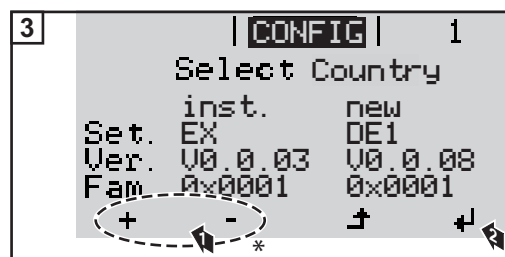 3
| CONFIG | 1
Select Country
inst. new
Set. EX DE1
Ver. V0.0.03 V0.0.08
Fam 0x0001 0x0001
+ - ⬏ ↵
1 2
*